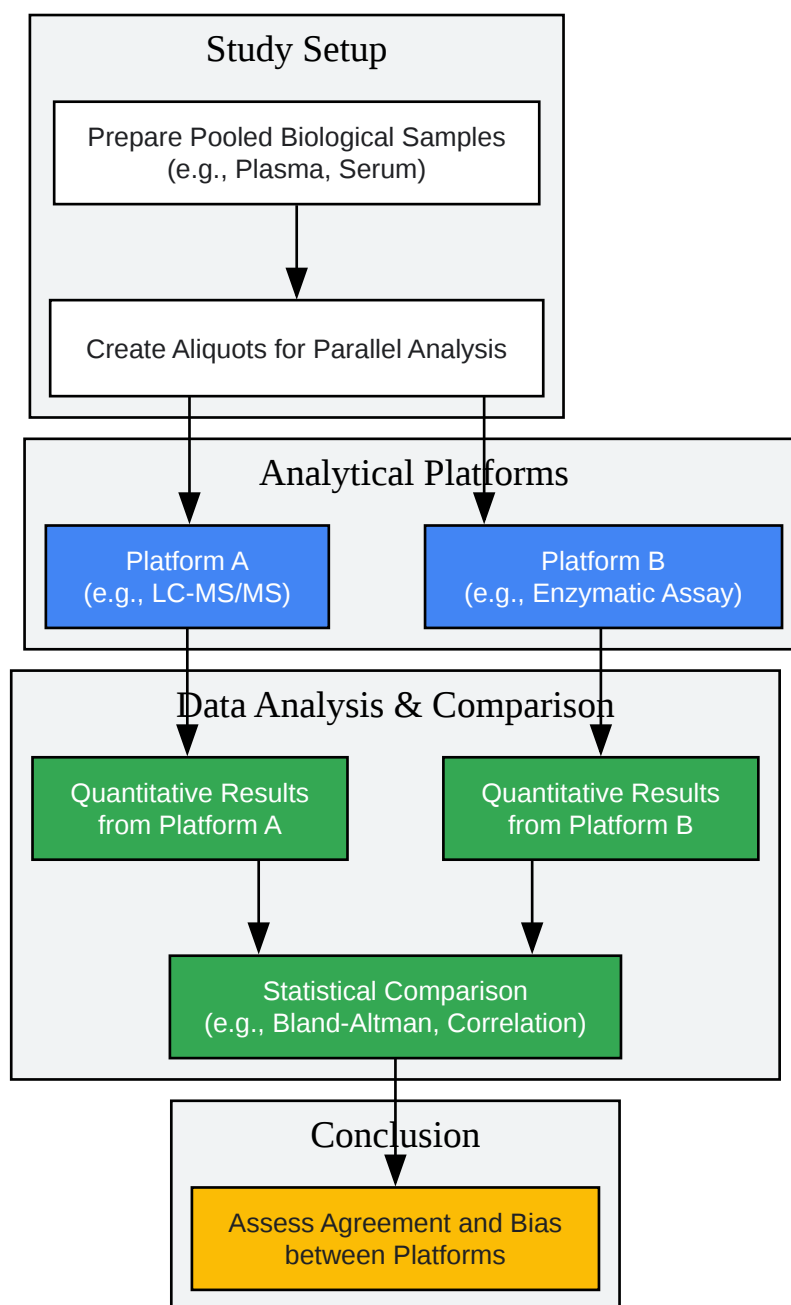 Study Setup
Prepare Pooled Biological Samples
(e.g., Plasma, Serum)
Create Aliquots for Parallel Analysis
Analytical Platforms
Platform A
(e.g., LC-MS/MS)
Platform B
(e.g., Enzymatic Assay)
Data Analysis & Comparison
Quantitative Results
from Platform A
Quantitative Results
from Platform B
Statistical Comparison
(e.g., Bland-Altman, Correlation)
Conclusion
Assess Agreement and Bias
between Platforms